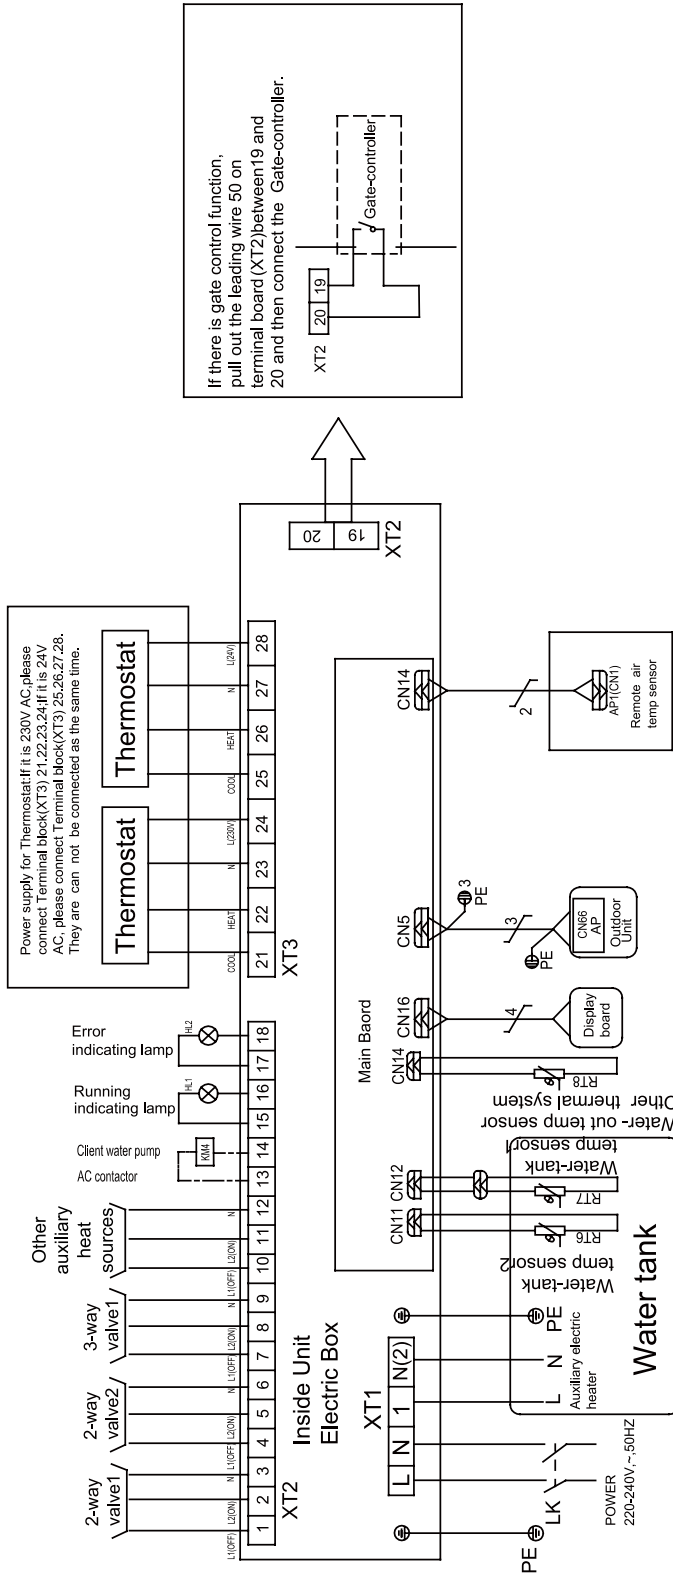 Power supply for Thermostat:If it is 230V AC,please
connect Terminal block(XT3) 21.22.23.24;If it is 24V
AC, please connect Terminal block(XT3) 25.26.27.28.
They are can not be connected as the same time.
Thermostat
Thermostat
If there is gate control function,
pull out the leading wire 50 on
terminal board (XT2)between19 and
20 and then connect the Gate-controller.
XT2
20 19
Gate-controller
2-way
valve1
2-way
valve2
3-way
valve1
Other
auxiliary
heat
sources
AC contactor
Client water pump
KM4
Running
indicating lamp
HL1
Error
indicating lamp
HL2
L1(OFF) L2(ON) N L1(OFF) L2(ON) N L1(OFF) L2(ON) N L1(OFF) L2(ON) N
COOL HEAT N L(230V) COOL HEAT N L(24V)
1 2 3 4 5 6 7 8 9 10 11 12 13 14 15 16 17 18
21 22 23 24 25 26 27 28
XT2
XT3
20
19
XT2
Inside Unit
Electric Box
XT1
L N 1 N(2)
Main Baord
CN11 CN12 CN14 CN16 CN5 CN14
3
PE
4
3
2
PE
PE
LK
POWER
220-240V,~,50HZ
L N PE
Auxiliary electric
heater
Water tank
Water-tank
temp sensor2
RT6
Water-tank
temp sensor1
RT7
Water- out temp sensor
Other thermal system
RT8
Display
board
CN66
AP
Outdoor
Unit
AP1(CN1)
Remote air
temp sensor